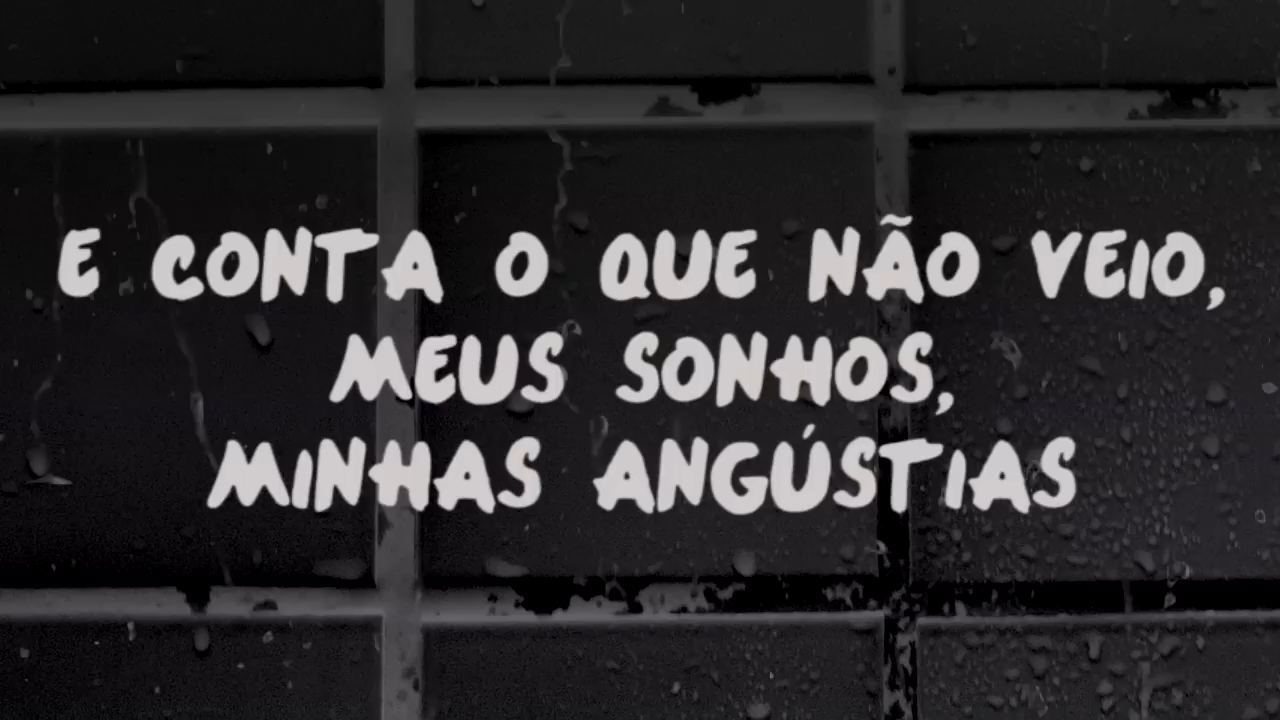 E CONTA O QUE NÃO VEIO,
MEUS SONHOS,
MINHAS ANGÚSTIAS